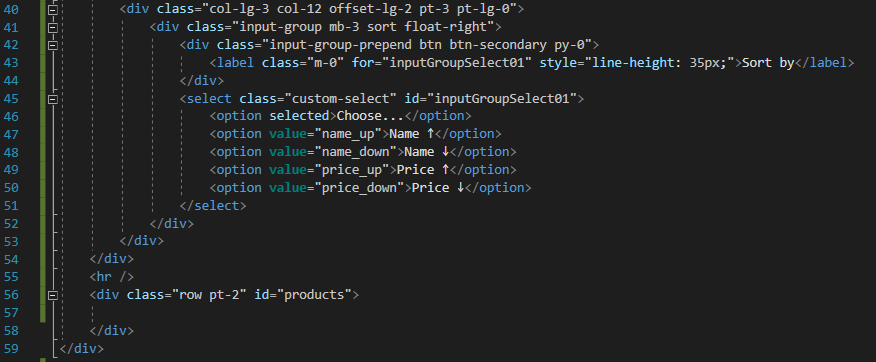 40 <div class="col-lg-3 col-12 offset-lg-2 pt-3 pt-lg-0">
41 <div class="input-group mb-3 sort float-right">
42 <div class="input-group-prepend btn btn-secondary py-0">
43 <label class="m-0" for="inputGroupSelect01" style="line-height: 35px;">Sort by</label>
44 </div>
45 <select class="custom-select" id="inputGroupSelect01">
46 <option selected>Choose...</option>
47 <option value="name_up">Name ↑</option>
48 <option value="name_down">Name ↓</option>
49 <option value="price_up">Price ↑</option>
50 <option value="price_down">Price ↓</option>
51 </select>
52 </div>
53 </div>
54 </div>
55 <hr />
56 <div class="row pt-2" id="products">
57
58 </div>
59 </div>